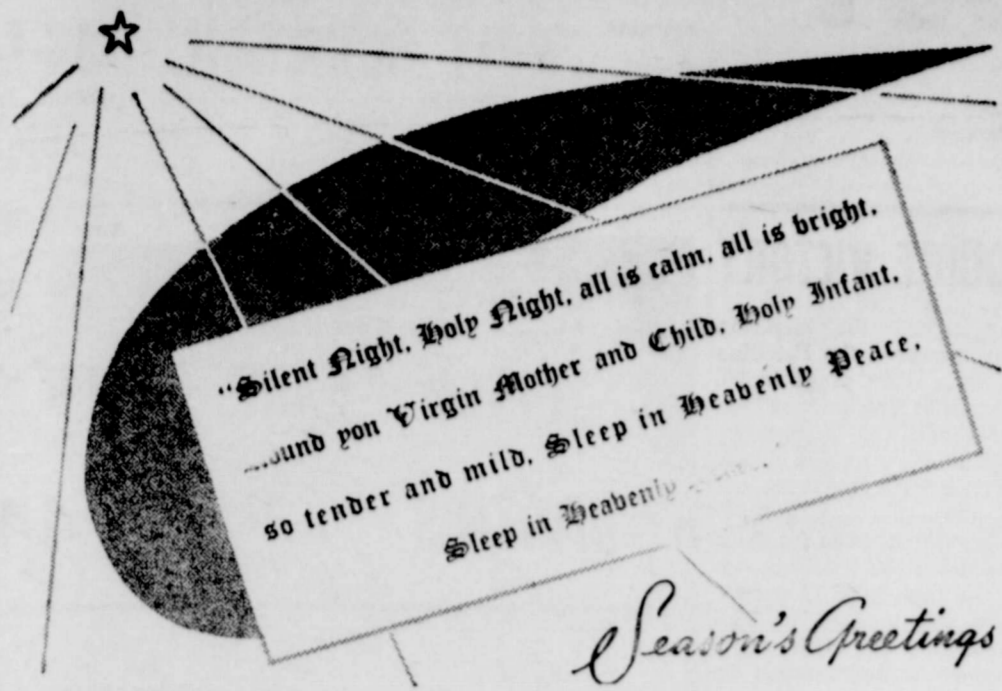 "Silent Night, Holy Night, all is calm, all is bright,
yon Virgin Mother and Child, Holy Infant,
so tender and mild, Sleep in Heavenly Peace,
Sleep in Heavenly
Season's Greetings